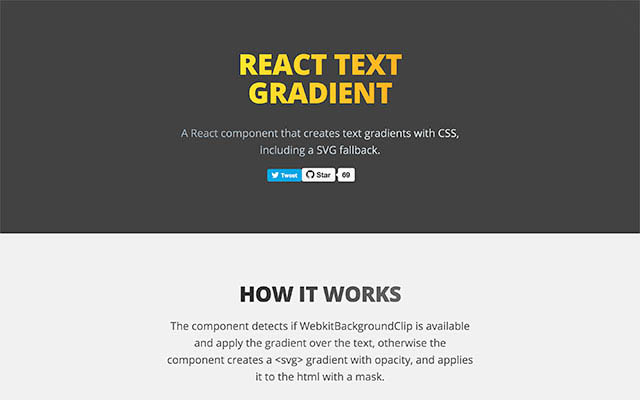 REACT TEXT
GRADIENT
A React component that creates text gradients with CSS,
including a SVG fallback.
Tweet Star 69
HOW IT WORKS
The component detects if WebkitBackgroundClip is available
and apply the gradient over the text, otherwise the
component creates a <svg> gradient with opacity, and applies
it to the html with a mask.